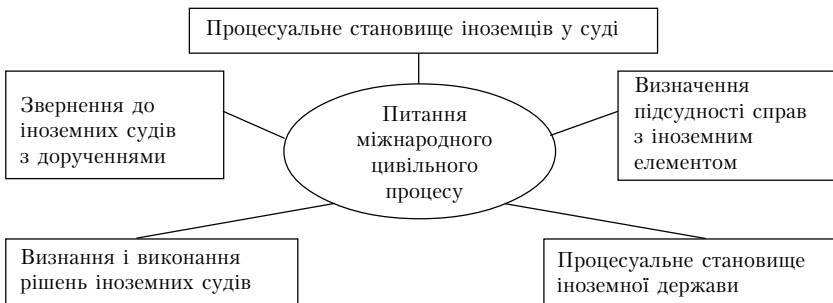 Процесуальне становище іноземців у суді
Звернення до
іноземних судів
з дорученнями
Питання
міжнародного
цивільного
процесу
Визначення
підсудності справ
з іноземним
елементом
Визнання і виконання
рішень іноземних судів
Процесуальне становище
іноземної держави